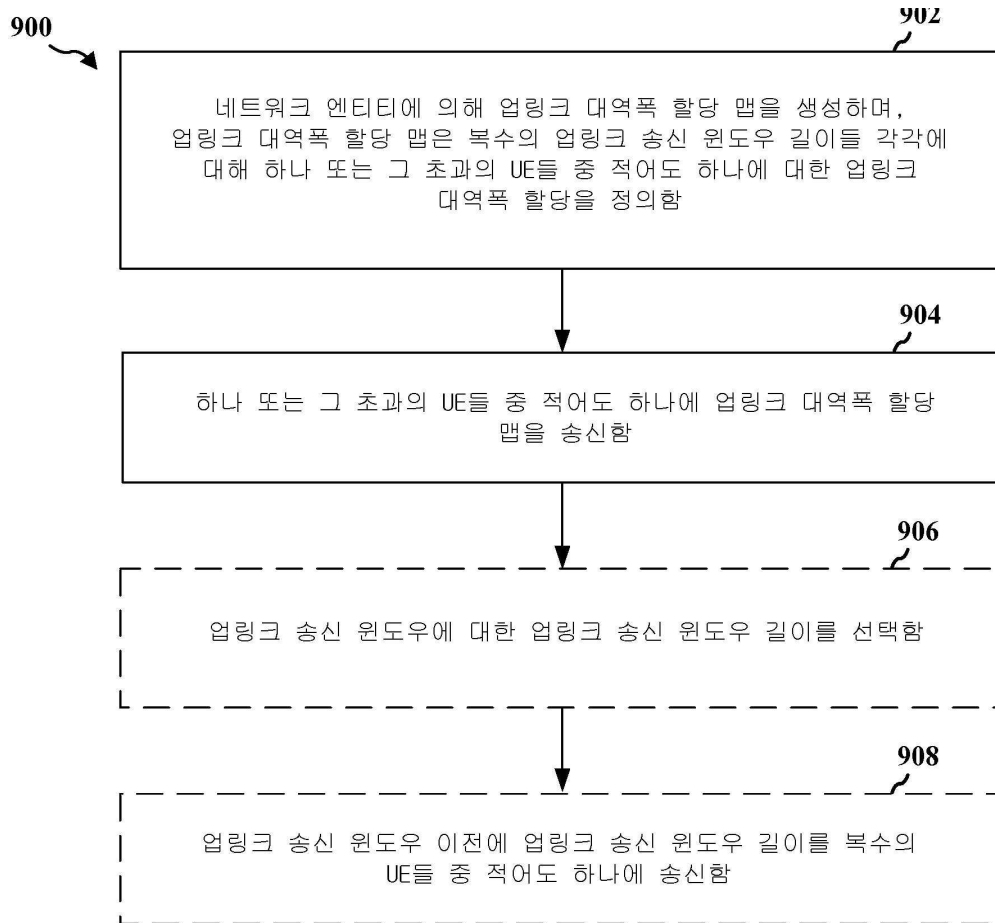 900
902
네트워크 엔티티에 의해 업링크 대역폭 할당 맵을 생성하며,
업링크 대역폭 할당 맵은 복수의 업링크 송신 윈도우 길이들 각각에
대해 하나 또는 그 초과의 UE들 중 적어도 하나에 대한 업링크
대역폭 할당을 정의함
904
하나 또는 그 초과의 UE들 중 적어도 하나에 업링크 대역폭 할당
맵을 송신함
906
업링크 송신 윈도우에 대한 업링크 송신 윈도우 길이를 선택함
908
업링크 송신 윈도우 이전에 업링크 송신 윈도우 길이를 복수의
UE들 중 적어도 하나에 송신함